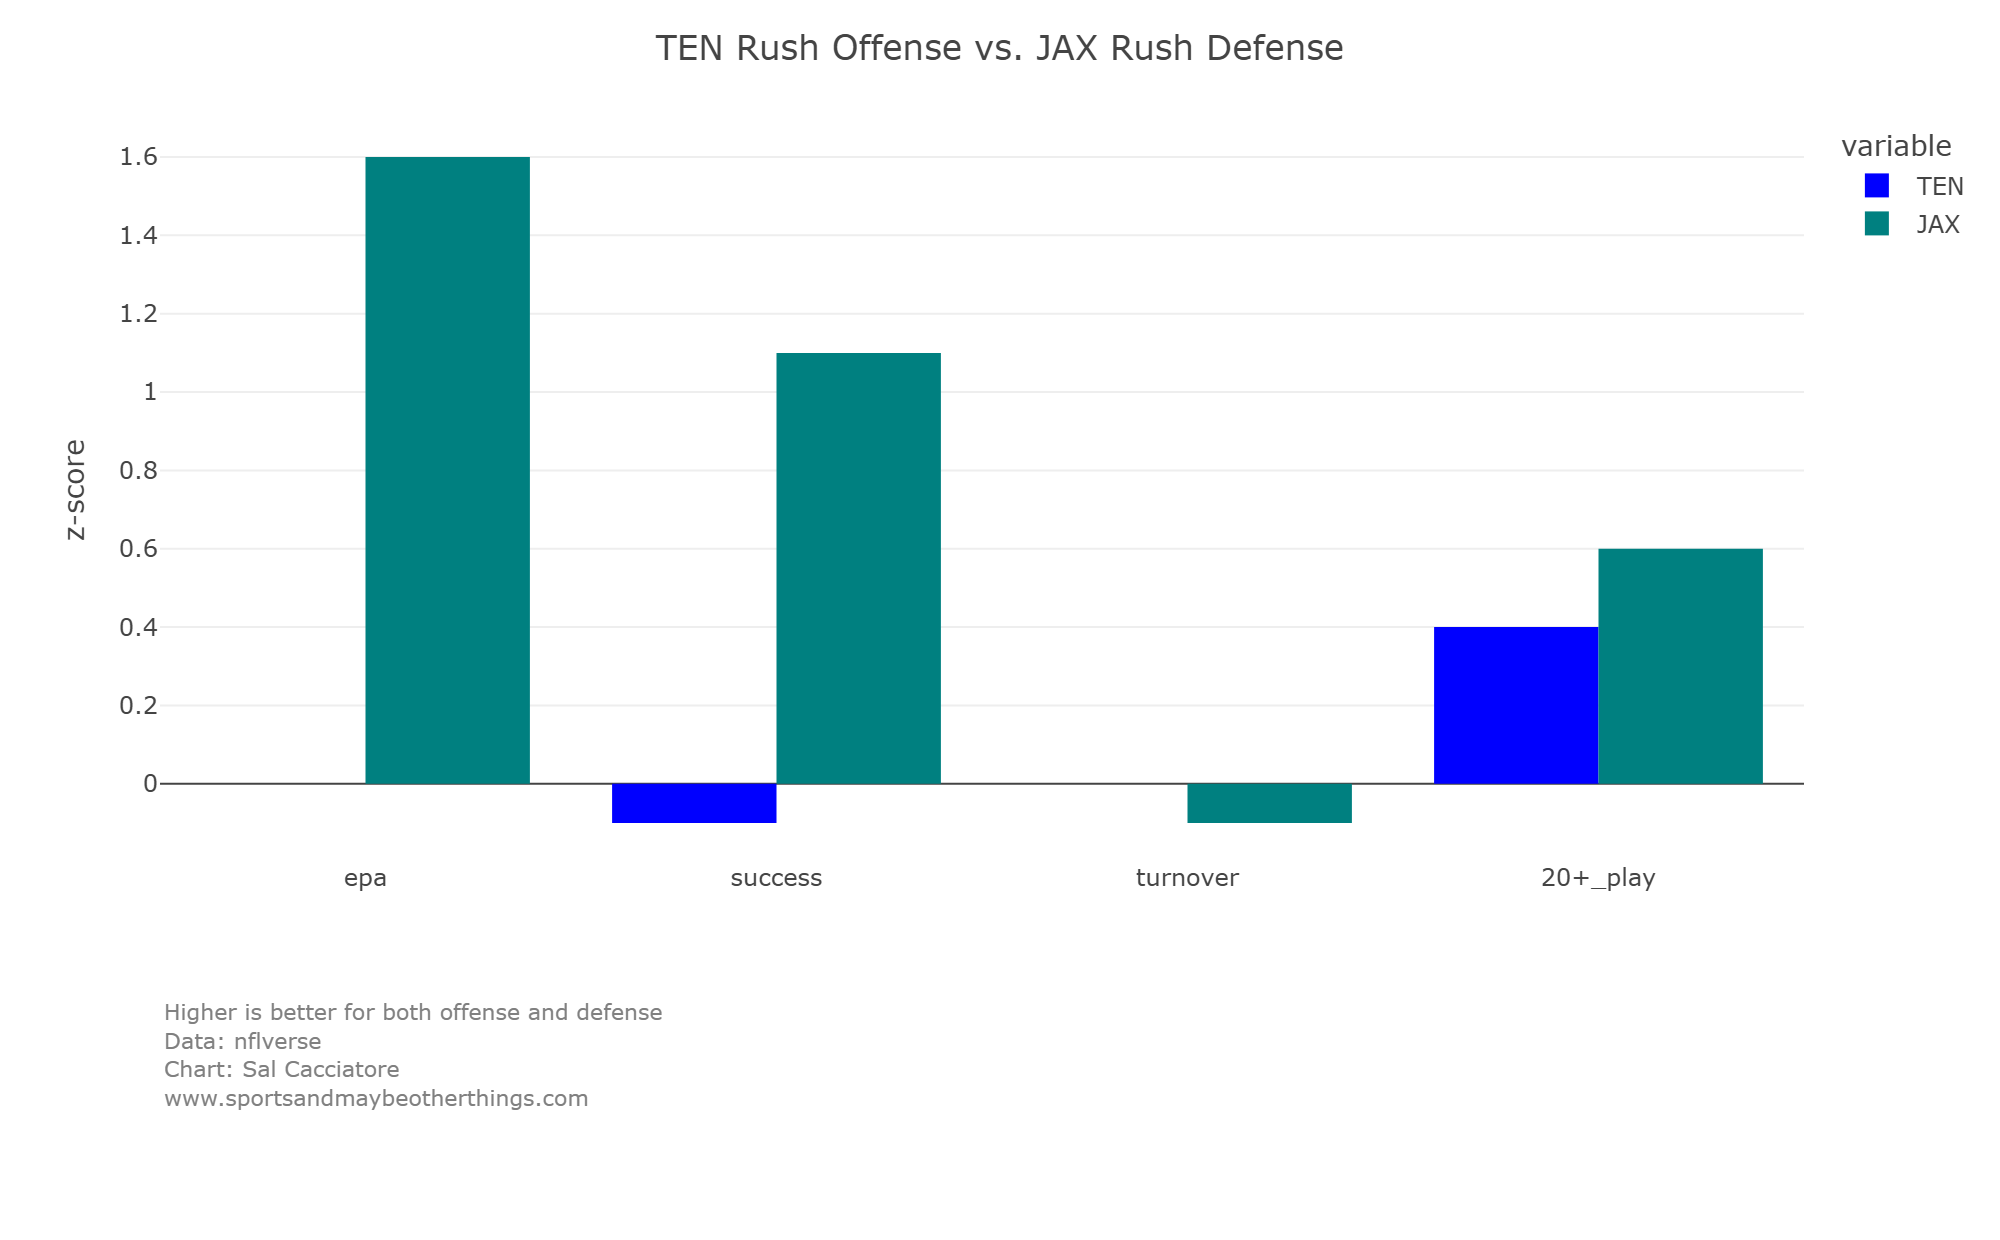 TEN Rush Offense vs. JAX Rush Defense
variable
TEN
JAX
z-score
1.6
1.4
1.2
1
0.8
0.6
0.4
0.2
0
epa
success
turnover
20+_play
Higher is better for both offense and defense
Data: nflverse
Chart: Sal Cacciatore
www.sportsandmaybeotherthings.com